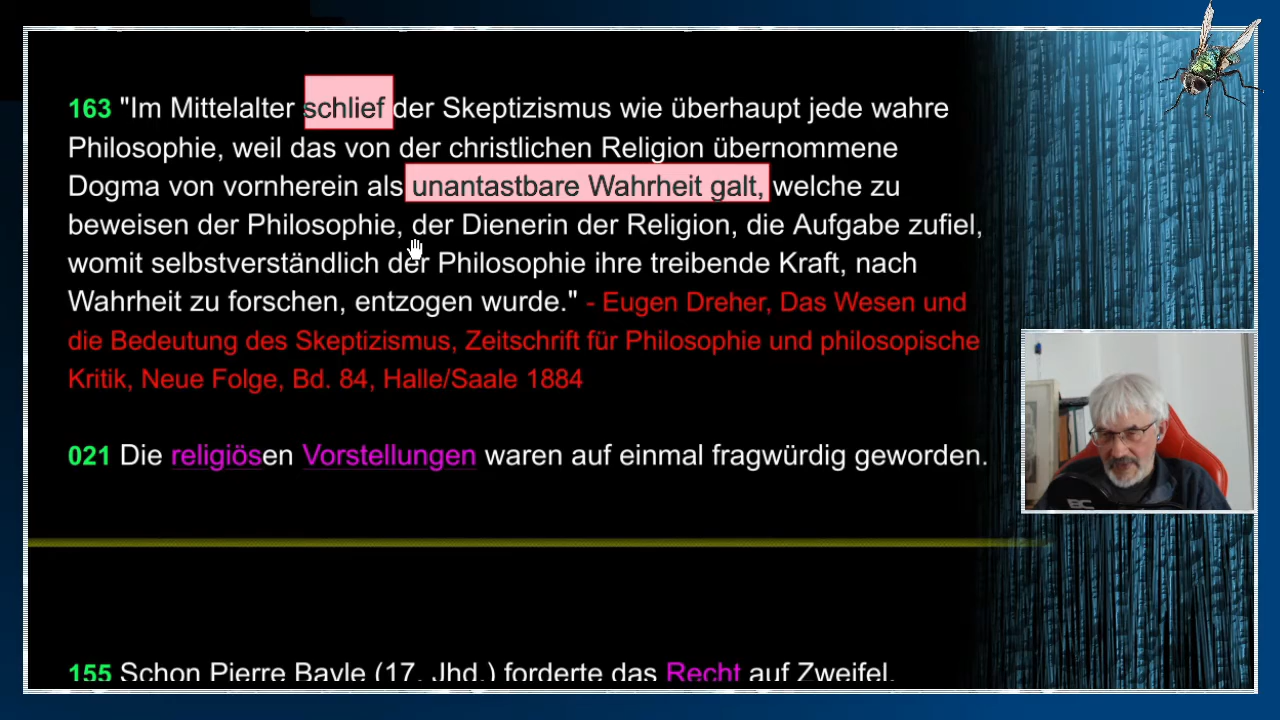 163 "Im Mittelalter schlief der Skeptizismus wie überhaupt jede wahre
Philosophie, weil das von der christlichen Religion übernommene
Dogma von vornherein als unantastbare Wahrheit galt, welche zu
beweisen der Philosophie, der Dienerin der Religion, die Aufgabe zufiel,
womit selbstverständlich der Philosophie ihre treibende Kraft, nach
Wahrheit zu forschen, entzogen wurde." - Eugen Dreher, Das Wesen und
die Bedeutung des Skeptizismus, Zeitschrift für Philosophie und philosopische
Kritik, Neue Folge, Bd. 84, Halle/Saale 1884
021 Die religiösen Vorstellungen waren auf einmal fragwürdig geworden.
155 Schon Pierre Bayle (17. Jhd.) forderte das Recht auf Zweifel.